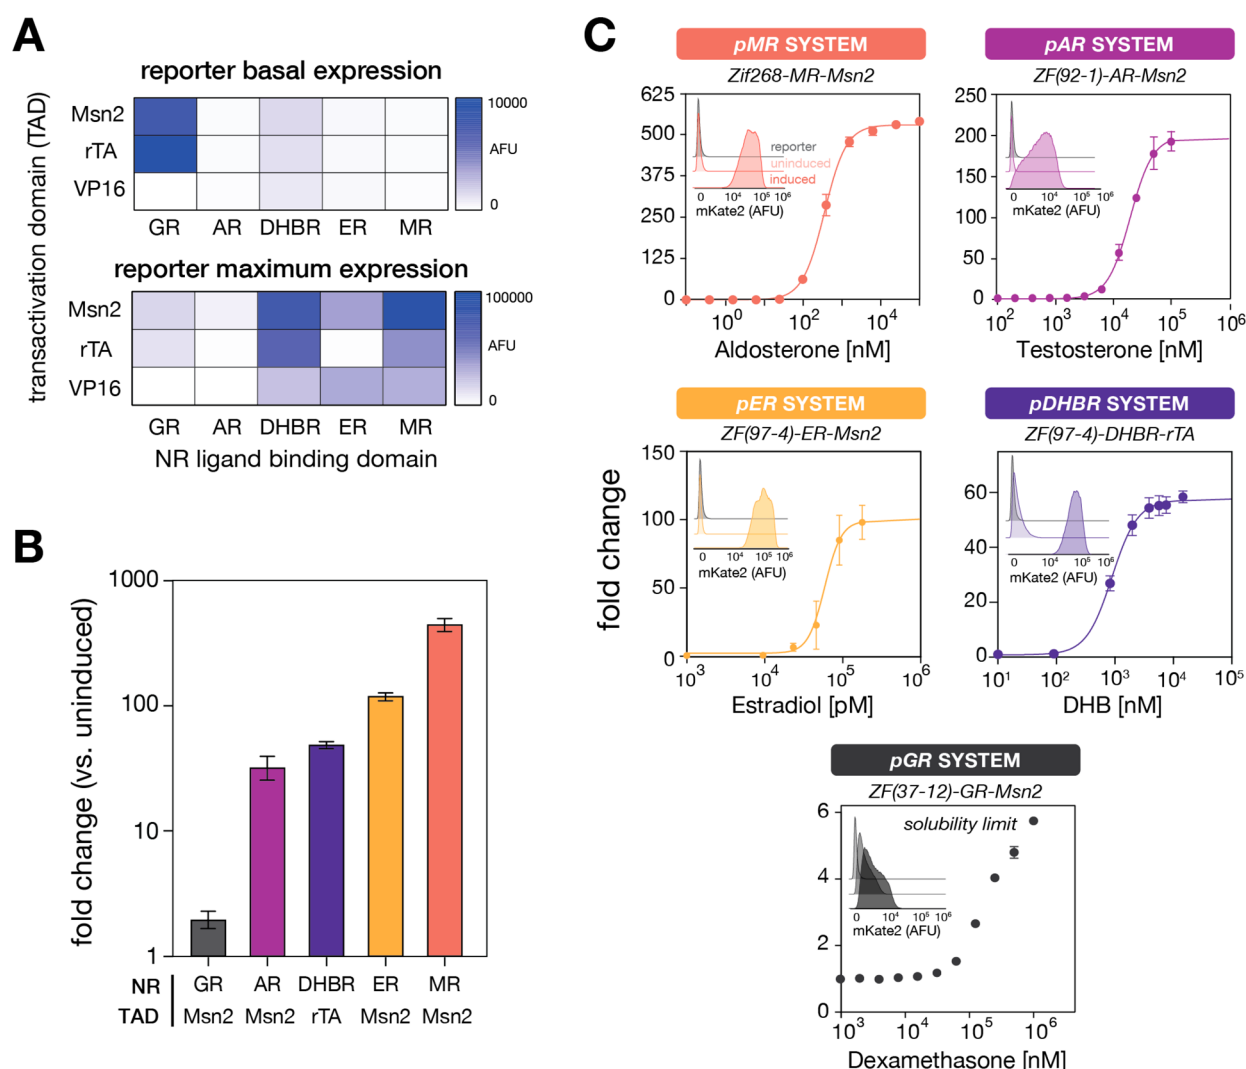 A
reporter basal expression
transactivation domain (TAD)
Msn2
rTA
VP16
10000
AFU
0
GR AR DHBR ER MR
reporter maximum expression
Msn2
rTA
VP16
100000
AFU
0
GR AR DHBR ER MR
NR ligand binding domain
B
fold change (vs. uninduced)
1000
100
10
1
NR GR AR DHBR ER MR
TAD Msn2 Msn2 rTA Msn2 Msn2
C
fold change
pMR SYSTEM
Zif268-MR-Msn2
625
500
375
250
125
0
reporter
uninduced
induced
0 10⁴ 10⁵ 10⁶
mKate2 (AFU)
10⁰ 10² 10⁴
Aldosterone [nM]
pAR SYSTEM
ZF(92-1)-AR-Msn2
250
200
150
100
50
0
0 10⁴ 10⁵ 10⁶
mKate2 (AFU)
10² 10³ 10⁴ 10⁵ 10⁶
Testosterone [nM]
pER SYSTEM
ZF(97-4)-ER-Msn2
150
100
50
0
0 10⁴ 10⁵ 10⁶
mKate2 (AFU)
10³ 10⁴ 10⁵ 10⁶
Estradiol [pM]
pDHBR SYSTEM
ZF(97-4)-DHBR-rTA
60
40
20
0
0 10⁴ 10⁵ 10⁶
mKate2 (AFU)
10¹ 10² 10³ 10⁴ 10⁵
DHB [nM]
pGR SYSTEM
ZF(37-12)-GR-Msn2
6
4
2
0
solubility limit
0 10⁴ 10⁵ 10⁶
mKate2 (AFU)
10³ 10⁴ 10⁵ 10⁶
Dexamethasone [nM]